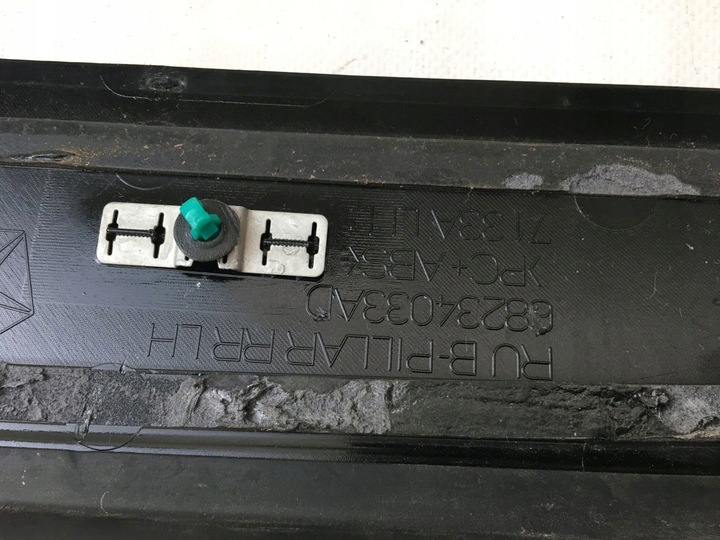 RU B-PILLAR RR LH
68234033AD
>PC+ABS<